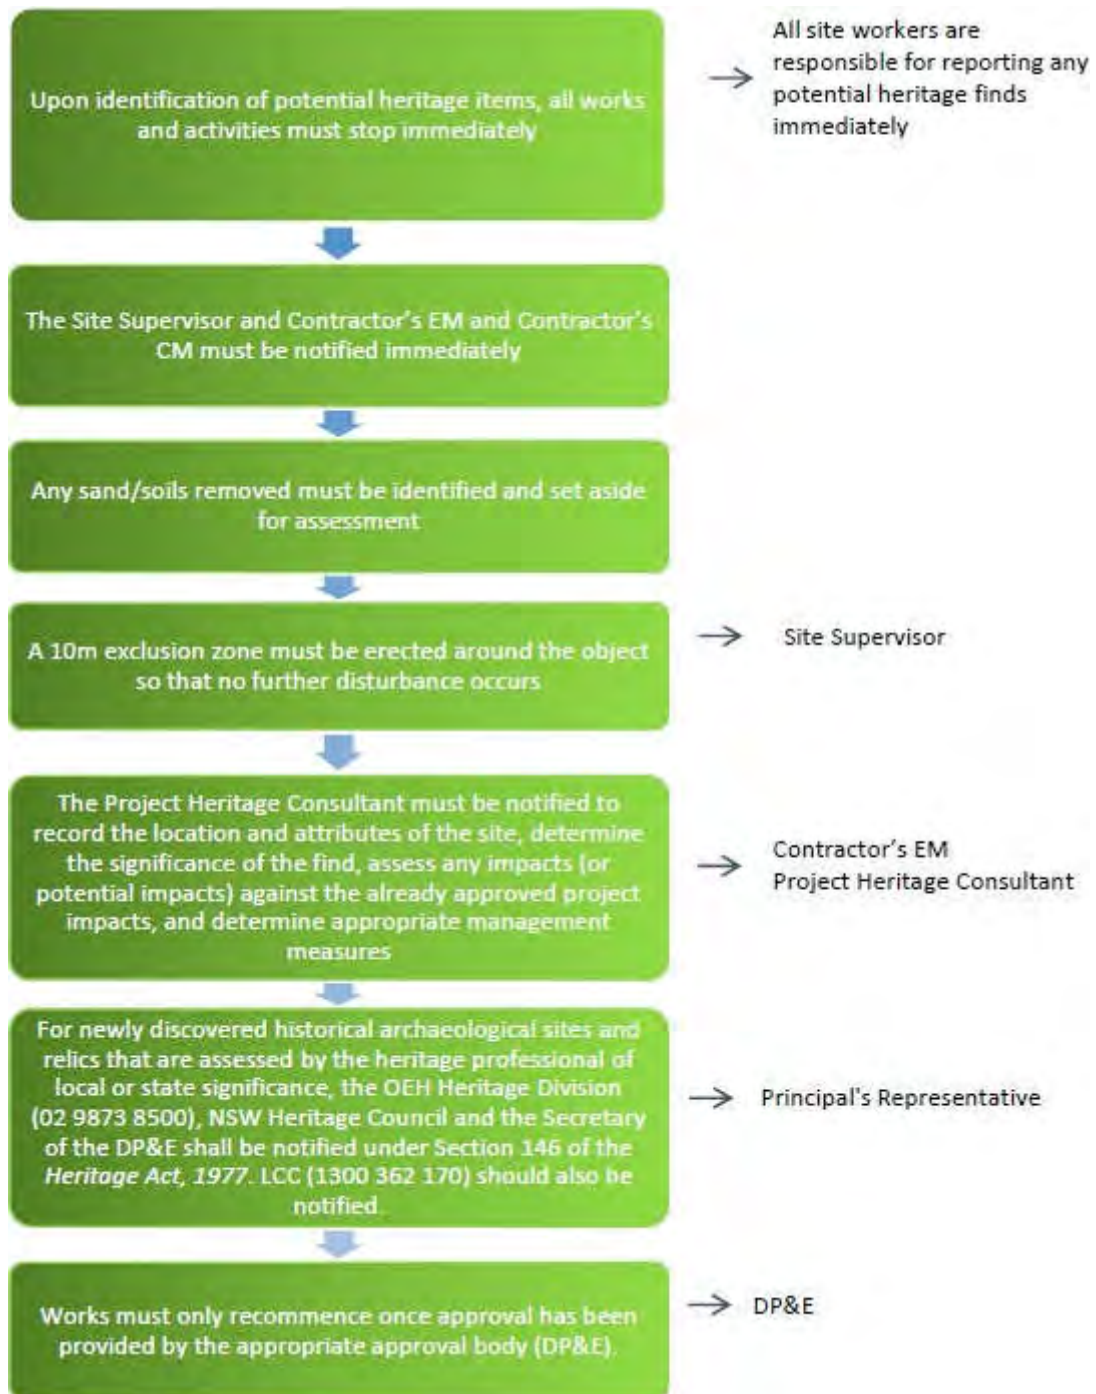 Upon identification of potential heritage items, all works
and activities must stop immediately
All site workers are
responsible for reporting any
potential heritage finds
immediately
The Site Supervisor and Contractor's EM and Contractor's
CM must be notified immediately
Any sand/soils removed must be identified and set aside
for assessment
A 10m exclusion zone must be erected around the object
so that no further disturbance occurs
Site Supervisor
The Project Heritage Consultant must be notified to
record the location and attributes of the site, determine
the significance of the find, assess any impacts (or
potential impacts) against the already approved project
impacts, and determine appropriate management
measures
Contractor's EM
Project Heritage Consultant
For newly discovered historical archaeological sites and
relics that are assessed by the heritage professional of
local or state significance, the OEH Heritage Division
(02 9873 8500), NSW Heritage Council and the Secretary
of the DP&E shall be notified under Section 146 of the
Heritage Act, 1977. LCC (1300 362 170) should also be
notified.
Principal's Representative
Works must only recommence once approval has been
provided by the appropriate approval body (DP&E).
DP&E